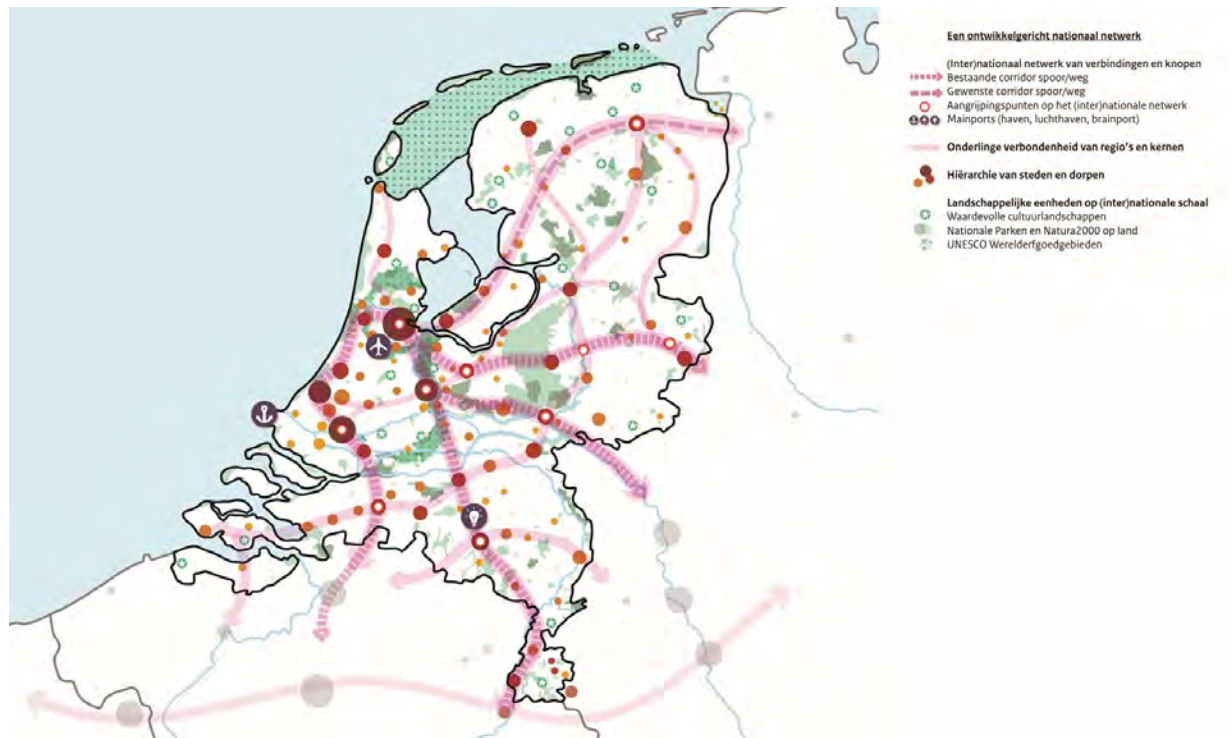 Een ontwikkelgericht nationaal netwerk
(Inter)nationaal netwerk van verbindingen en knopen
Bestaande corridor spoor/weg
Gewenste corridor spoor/weg
Aangrijpingspunten op het (inter)nationale netwerk
Mainports (haven, luchthaven, brainport)
Onderlinge verbondenheid van regio's en kernen
Hiërarchie van steden en dorpen
Landschappelijke eenheden op (inter)nationale schaal
Waardevolle cultuurlandschappen
Nationale Parken en Natura2000 op land
UNESCO Werelderfgoedgebieden